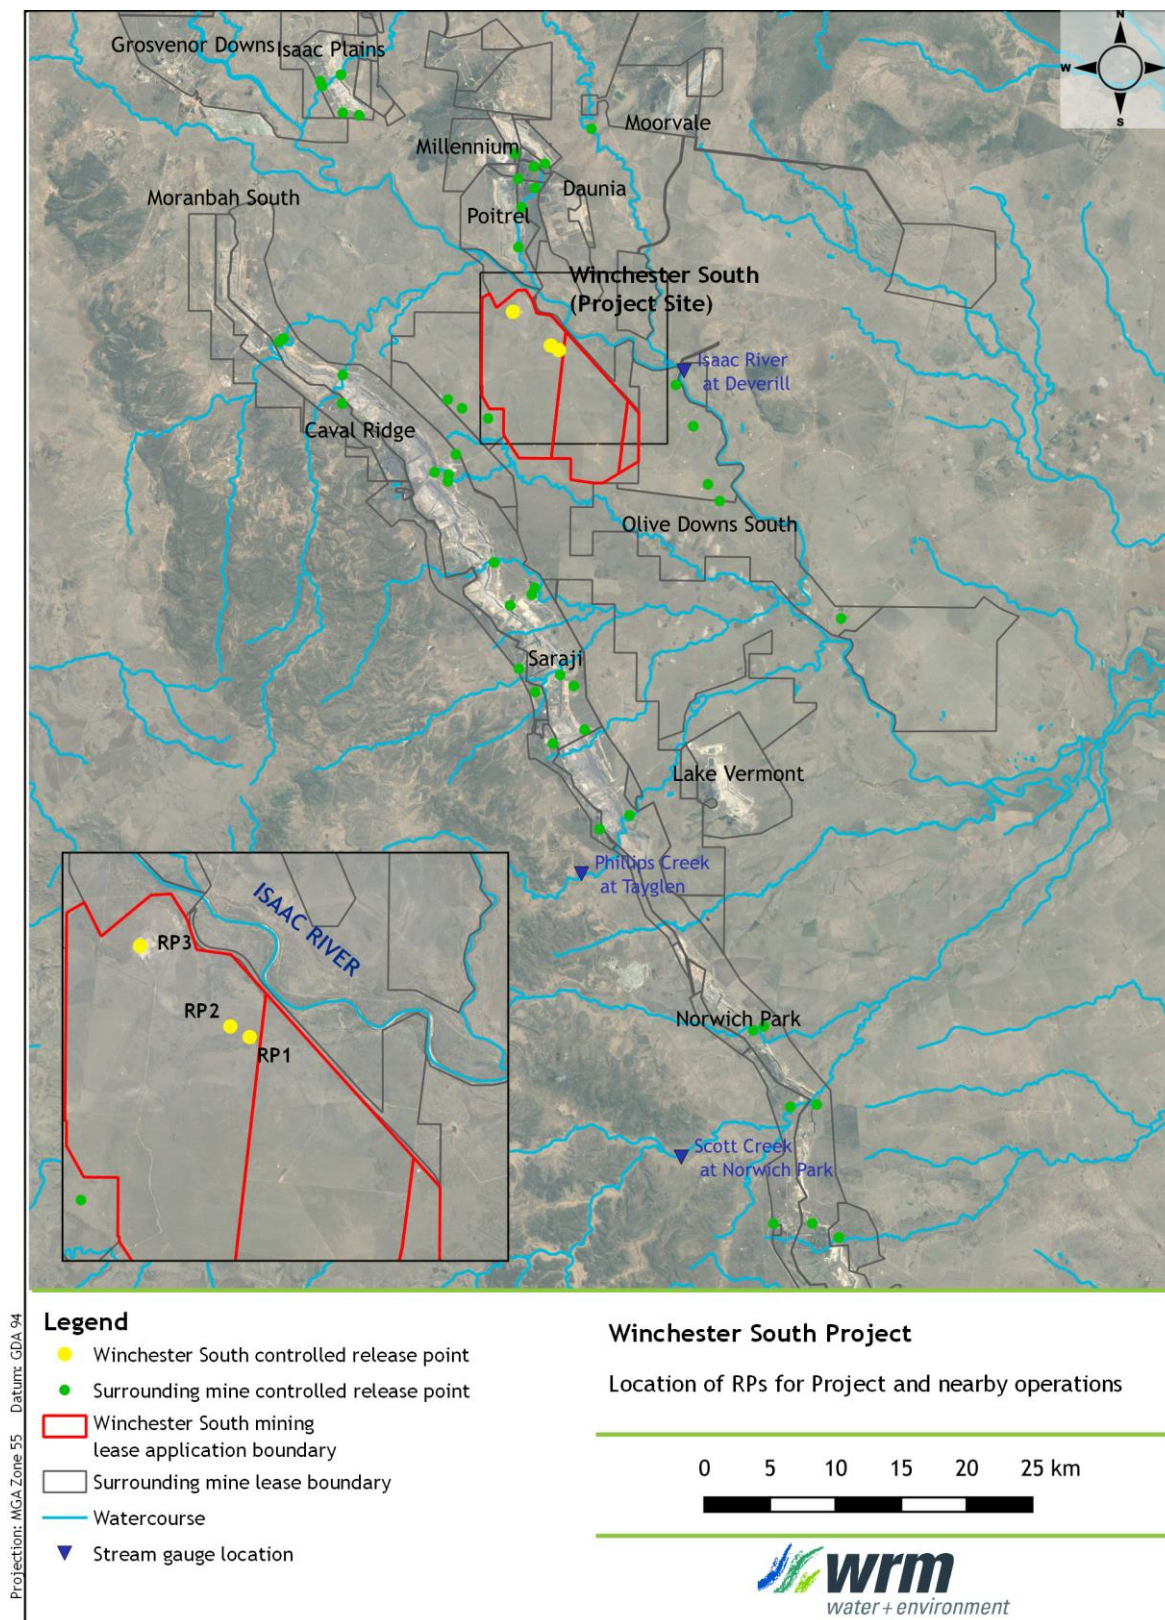 N
W
S
Grosvenor Downs
Isaac Plains
Moorvale
Millennium
Daunia
Moranbah South
Poitrel
Winchester South
(Project Site)
Isaac River
at Deverill
Caval Ridge
Olive Downs South
Saraji
Lake Vermont
Phillips Creek
at Tayglen
ISAAC RIVER
RP3
RP2
RP1
Norwich Park
Scott Creek
at Norwich Park
Projection: MGA Zone 55 Datum: GDA 94
Legend
Winchester South controlled release point
Surrounding mine controlled release point
Winchester South mining
lease application boundary
Surrounding mine lease boundary
Watercourse
Stream gauge location
Winchester South Project
Location of RPs for Project and nearby operations
0 5 10 15 20 25 km
wrm
water + environment